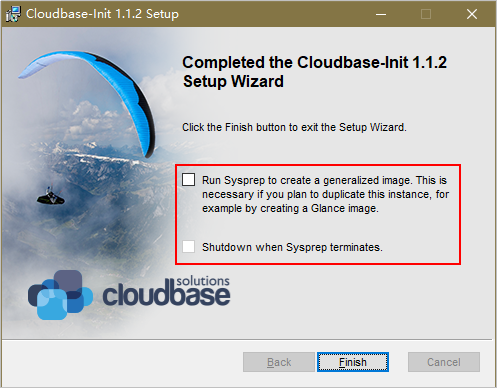 Cloudbase-Init 1.1.2 Setup
Completed the Cloudbase-Init 1.1.2
Setup Wizard
Click the Finish button to exit the Setup Wizard.
Run Sysprep to create a generalized image. This is
necessary if you plan to duplicate this instance, for
example by creating a Glance image.
Shutdown when Sysprep terminates.
solutions
cloudbase
Back
Finish
Cancel